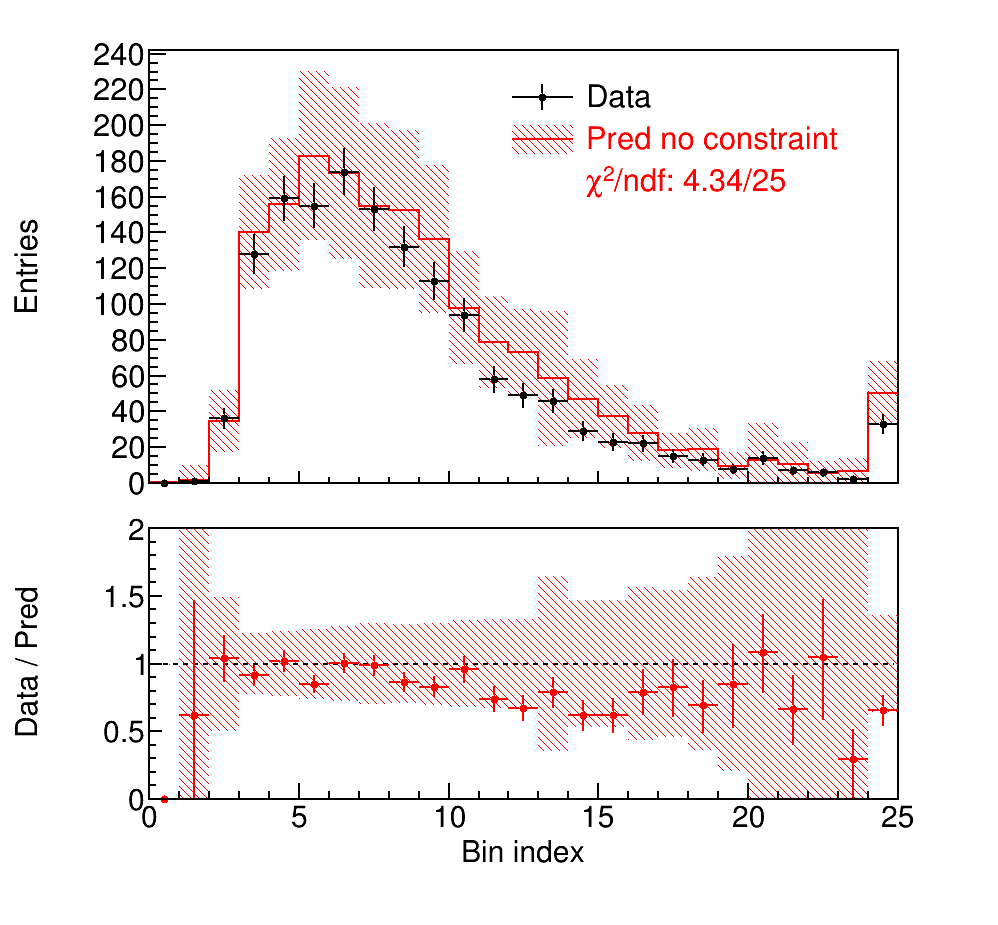 240
220
200
180
160
140
120
100
80
60
40
20
0
Entries
Data
Pred no constraint
χ²/ndf: 4.34/25
2
1.5
1
0.5
0
Data / Pred
0 5 10 15 20 25
Bin index